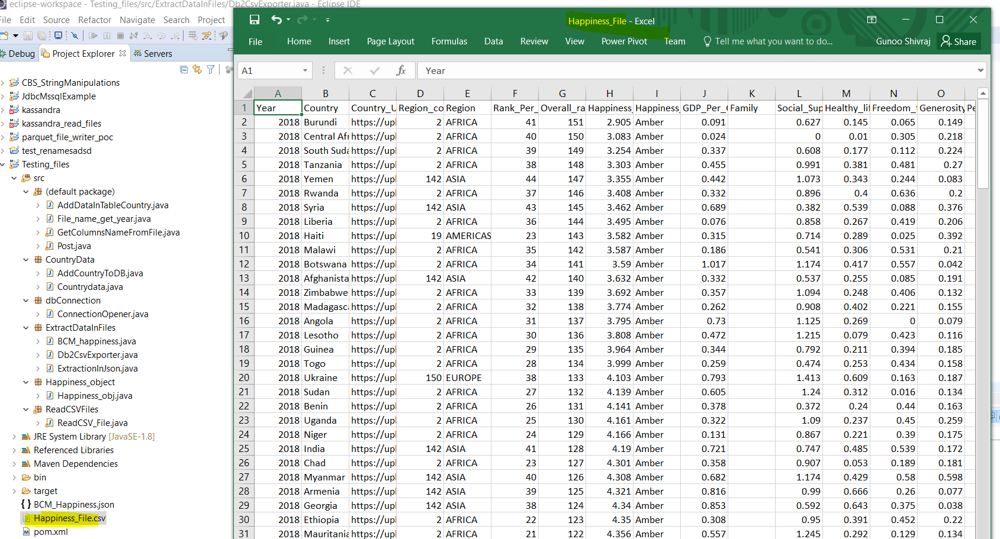 eclipse-workspace - Testing_files/src/ExtractDataInFiles/Db2CsvExporter.java - Eclipse IDE
File Edit Source Refactor Navigate Search Project
Debug Project Explorer Servers
CBS_StringManipulations
JdbcMssqlExample
kassandra
kassandra_read_files
parquet_file_writer_poc
test_renamesadsd
Testing_files
src
(default package)
AddDataInTableCountry.java
File_name_get_year.java
GetColumnsNameFromFile.java
Post.java
CountryData
AddCountryToDB.java
Countrydata.java
dbConnection
ConnectionOpener.java
ExtractDataInFiles
BCM_happiness.java
Db2CsvExporter.java
ExtractionInJson.java
Happiness_object
Happiness_obj.java
ReadCSVFiles
ReadCSV_File.java
JRE System Library [JavaSE-1.8]
Referenced Libraries
Maven Dependencies
bin
target
BCM_Happiness.json
Happiness_File.csv
pom.xml
Happiness_File - Excel
File Home Insert Page Layout Formulas Data Review View Power Pivot Team Tell me what you want to do... Gunoo Shivraj Share
A1 fx Year
A B C D E F G H I J K L M N O
1 Year Country Country_U Region_co Region Rank_Per_ Overall_ra Happiness_ Happiness_ GDP_Per_ Family Social_Sup Healthy_lif Freedom_ Generosity Pe
2 2018 Burundi https://upl 2 AFRICA 41 151 2.905 Amber 0.091 0.627 0.145 0.065 0.149
3 2018 Central Afr https://upl 2 AFRICA 40 150 3.083 Amber 0.024 0 0.01 0.305 0.218
4 2018 South Suda https://upl 2 AFRICA 39 149 3.254 Amber 0.337 0.608 0.177 0.112 0.224
5 2018 Tanzania https://upl 2 AFRICA 38 148 3.303 Amber 0.455 0.991 0.381 0.481 0.27
6 2018 Yemen https://upl 142 ASIA 44 147 3.355 Amber 0.442 1.073 0.343 0.244 0.083
7 2018 Rwanda https://upl 2 AFRICA 37 146 3.408 Amber 0.332 0.896 0.4 0.636 0.2
8 2018 Syria https://upl 142 ASIA 43 145 3.462 Amber 0.689 0.382 0.539 0.088 0.376
9 2018 Liberia https://upl 2 AFRICA 36 144 3.495 Amber 0.076 0.858 0.267 0.419 0.206
10 2018 Haiti https://upl 19 AMERICAS 23 143 3.582 Amber 0.315 0.714 0.289 0.025 0.392
11 2018 Malawi https://upl 2 AFRICA 35 142 3.587 Amber 0.186 0.541 0.306 0.531 0.21
12 2018 Botswana https://upl 2 AFRICA 34 141 3.59 Amber 1.017 1.174 0.417 0.557 0.042
13 2018 Afghanista https://upl 142 ASIA 42 140 3.632 Amber 0.332 0.537 0.255 0.085 0.191
14 2018 Zimbabwe https://upl 2 AFRICA 33 139 3.692 Amber 0.357 1.094 0.248 0.406 0.132
15 2018 Madagasca https://upl 2 AFRICA 32 138 3.774 Amber 0.262 0.908 0.402 0.221 0.155
16 2018 Angola https://upl 2 AFRICA 31 137 3.795 Amber 0.73 1.125 0.269 0 0.079
17 2018 Lesotho https://upl 2 AFRICA 30 136 3.808 Amber 0.472 1.215 0.079 0.423 0.116
18 2018 Guinea https://upl 2 AFRICA 29 135 3.964 Amber 0.344 0.792 0.211 0.394 0.185
19 2018 Togo https://upl 2 AFRICA 28 134 3.999 Amber 0.259 0.474 0.253 0.434 0.158
20 2018 Ukraine https://upl 150 EUROPE 38 133 4.103 Amber 0.793 1.413 0.609 0.163 0.187
21 2018 Sudan https://upl 2 AFRICA 27 132 4.139 Amber 0.605 1.24 0.312 0.016 0.134
22 2018 Benin https://upl 2 AFRICA 26 131 4.141 Amber 0.378 0.372 0.24 0.44 0.163
23 2018 Uganda https://upl 2 AFRICA 25 130 4.161 Amber 0.322 1.09 0.237 0.45 0.259
24 2018 Niger https://upl 2 AFRICA 24 129 4.166 Amber 0.131 0.867 0.221 0.39 0.175
25 2018 India https://upl 142 ASIA 41 128 4.19 Amber 0.721 0.747 0.485 0.539 0.172
26 2018 Chad https://upl 2 AFRICA 23 127 4.301 Amber 0.358 0.907 0.053 0.189 0.181
27 2018 Myanmar https://upl 142 ASIA 40 126 4.308 Amber 0.682 1.174 0.429 0.58 0.598
28 2018 Armenia https://upl 142 ASIA 39 125 4.321 Amber 0.816 0.99 0.666 0.26 0.077
29 2018 Georgia https://upl 142 ASIA 38 124 4.34 Amber 0.853 0.592 0.643 0.375 0.038
30 2018 Ethiopia https://upl 2 AFRICA 22 123 4.35 Amber 0.308 0.95 0.391 0.452 0.22
31 2018 Mauritania https://upl 2 AFRICA 21 122 4.356 Amber 0.557 1.245 0.292 0.129 0.134